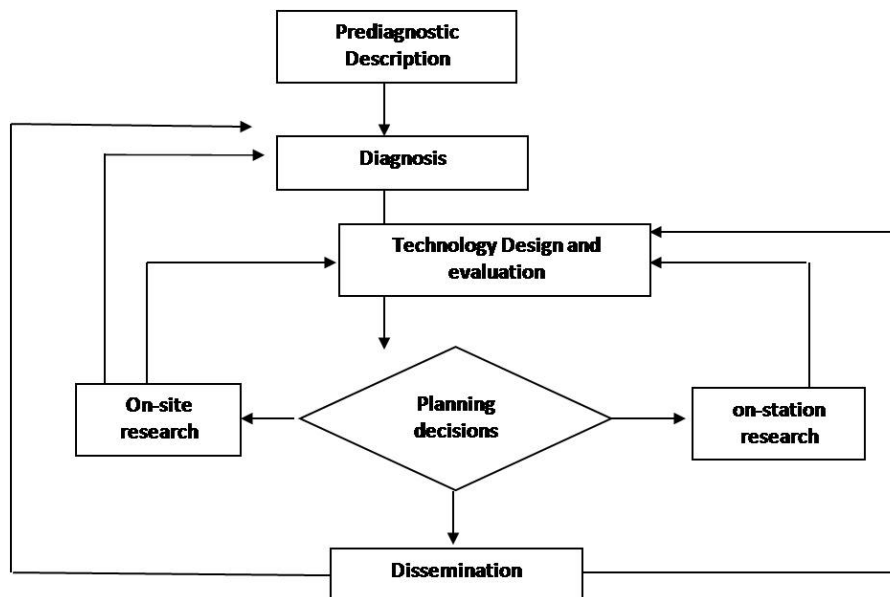 Prediagnostic
Description
Diagnosis
Technology Design and
evaluation
On-site
research
Planning
decisions
on-station
research
Dissemination